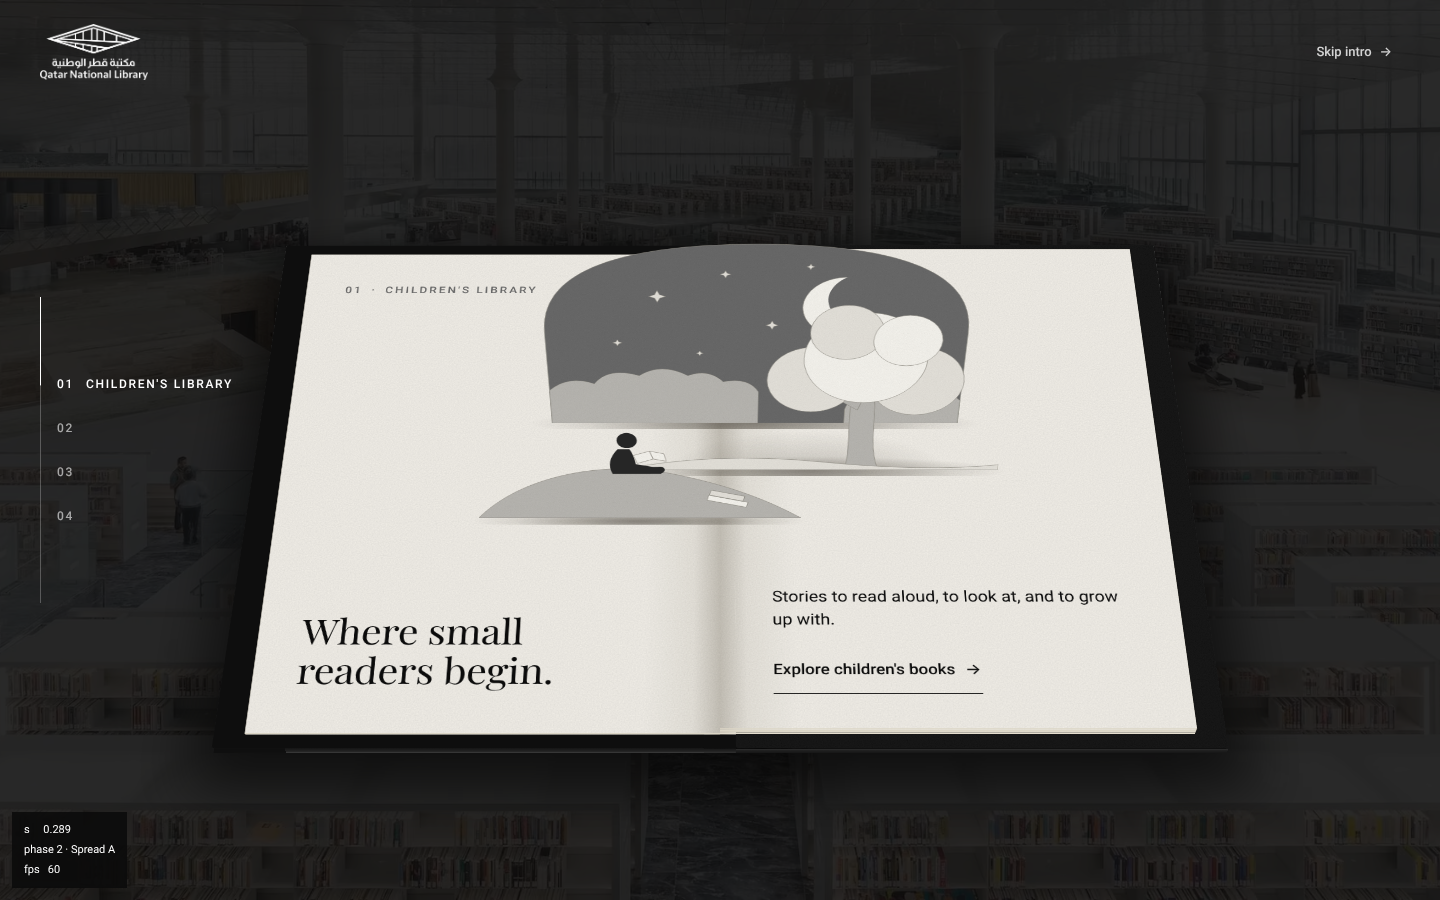 مكتبة قطر الوطنية
Qatar National Library
Skip intro →
01 · CHILDREN'S LIBRARY
01 CHILDREN'S LIBRARY
02
03
04
Where small
readers begin.
Stories to read aloud, to look at, and to grow
up with.
Explore children's books →
s 0.289
phase 2 · Spread A
fps 60